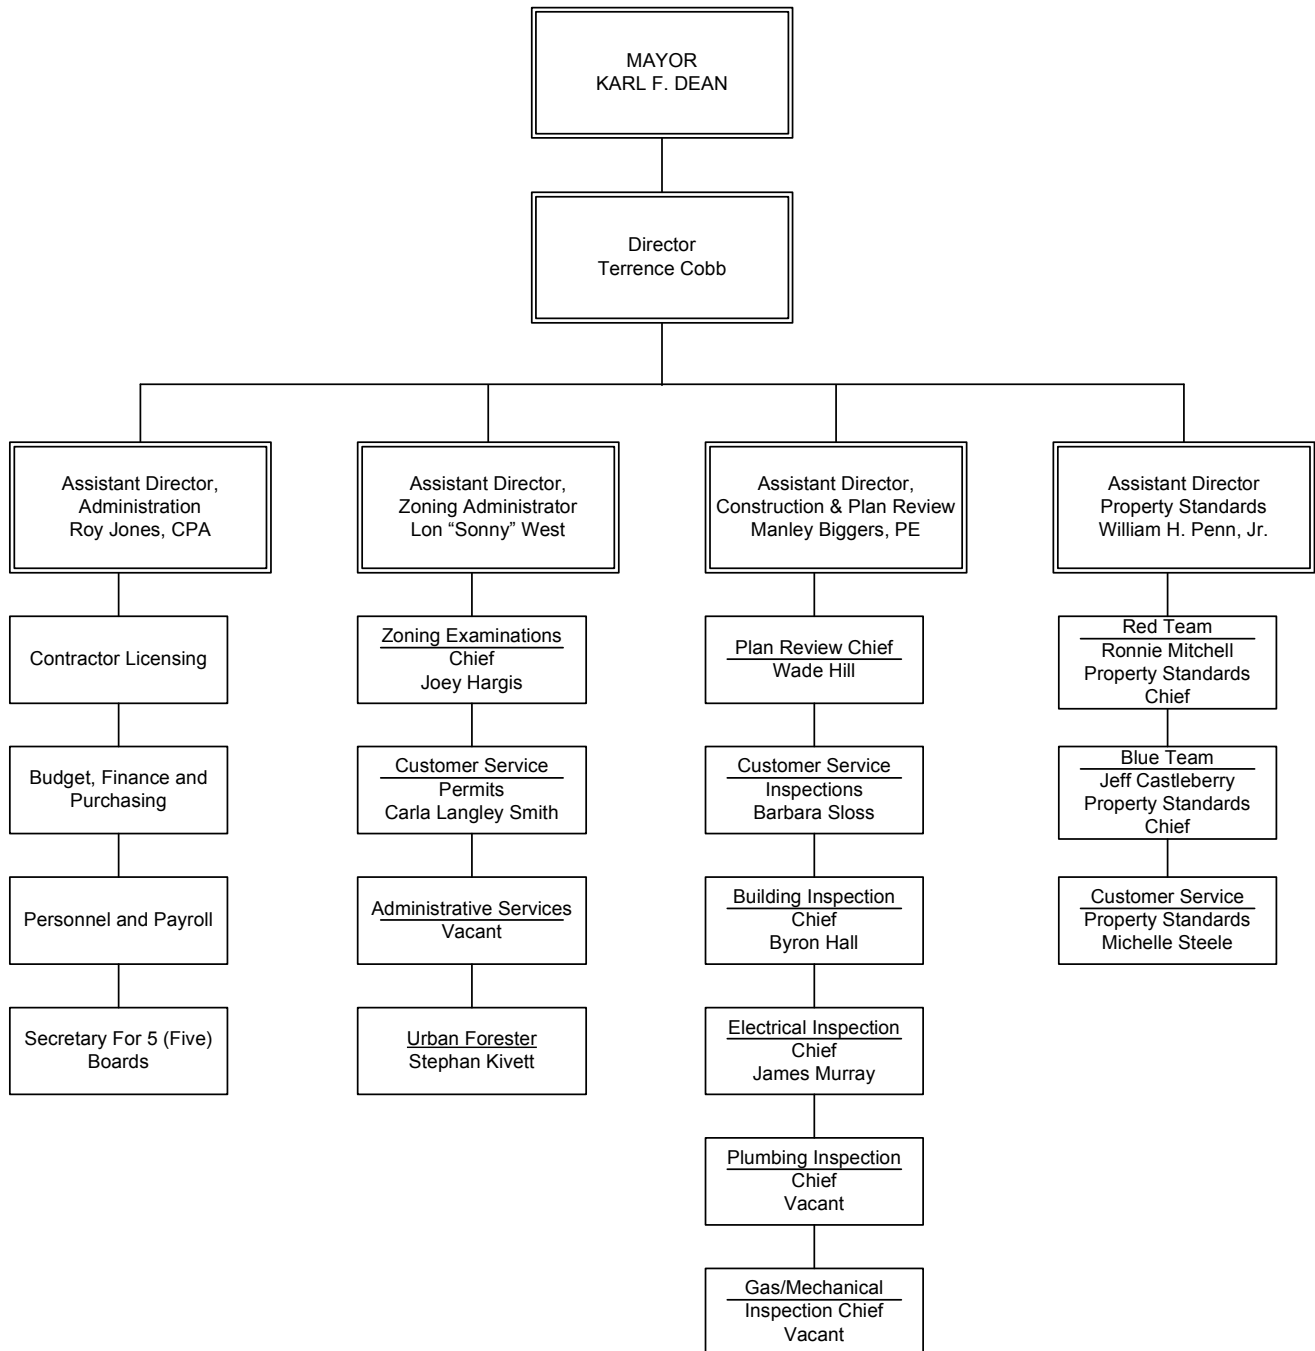 MAYOR
KARL F. DEAN
Director
Terrence Cobb
Assistant Director,
Administration
Roy Jones, CPA
Contractor Licensing
Budget, Finance and
Purchasing
Personnel and Payroll
Secretary For 5 (Five)
Boards
Assistant Director,
Zoning Administrator
Lon “Sonny” West
Zoning Examinations
Chief
Joey Hargis
Customer Service
Permits
Carla Langley Smith
Administrative Services
Vacant
Urban Forester
Stephan Kivett
Assistant Director,
Construction & Plan Review
Manley Biggers, PE
Plan Review Chief
Wade Hill
Customer Service
Inspections
Barbara Sloss
Building Inspection
Chief
Byron Hall
Electrical Inspection
Chief
James Murray
Plumbing Inspection
Chief
Vacant
Gas/Mechanical
Inspection Chief
Vacant
Assistant Director
Property Standards
William H. Penn, Jr.
Red Team
Ronnie Mitchell
Property Standards
Chief
Blue Team
Jeff Castleberry
Property Standards
Chief
Customer Service
Property Standards
Michelle Steele